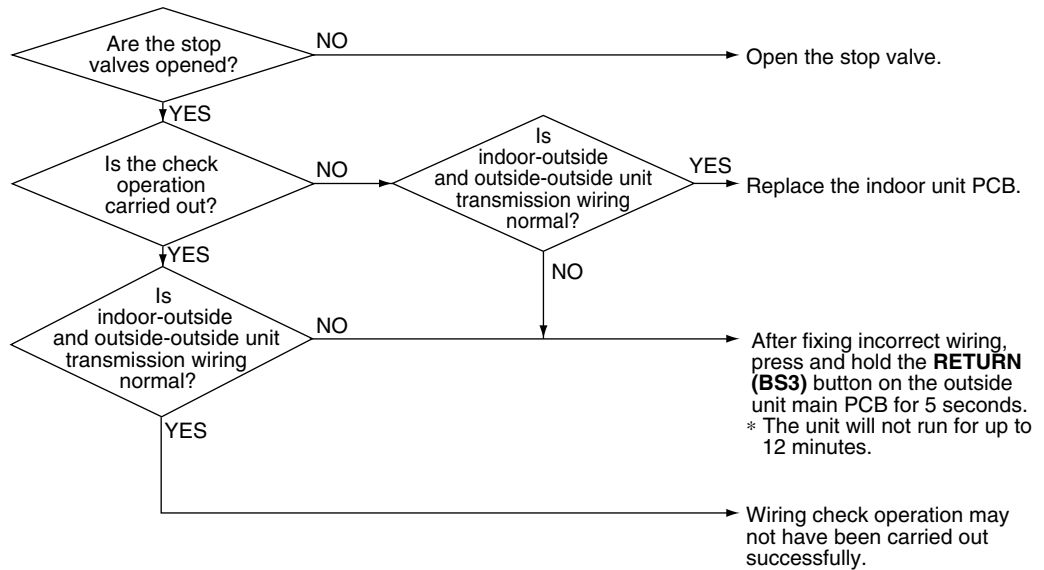 Are the stop
valves opened?
NO
Open the stop valve.
YES
Is the check
operation
carried out?
NO
Is
indoor-outside
and outside-outside unit
transmission wiring
normal?
YES
Replace the indoor unit PCB.
YES
NO
Is
indoor-outside
and outside-outside unit
transmission wiring
normal?
NO
After fixing incorrect wiring,
press and hold the RETURN
(BS3) button on the outside
unit main PCB for 5 seconds.
* The unit will not run for up to
12 minutes.
YES
Wiring check operation may
not have been carried out
successfully.